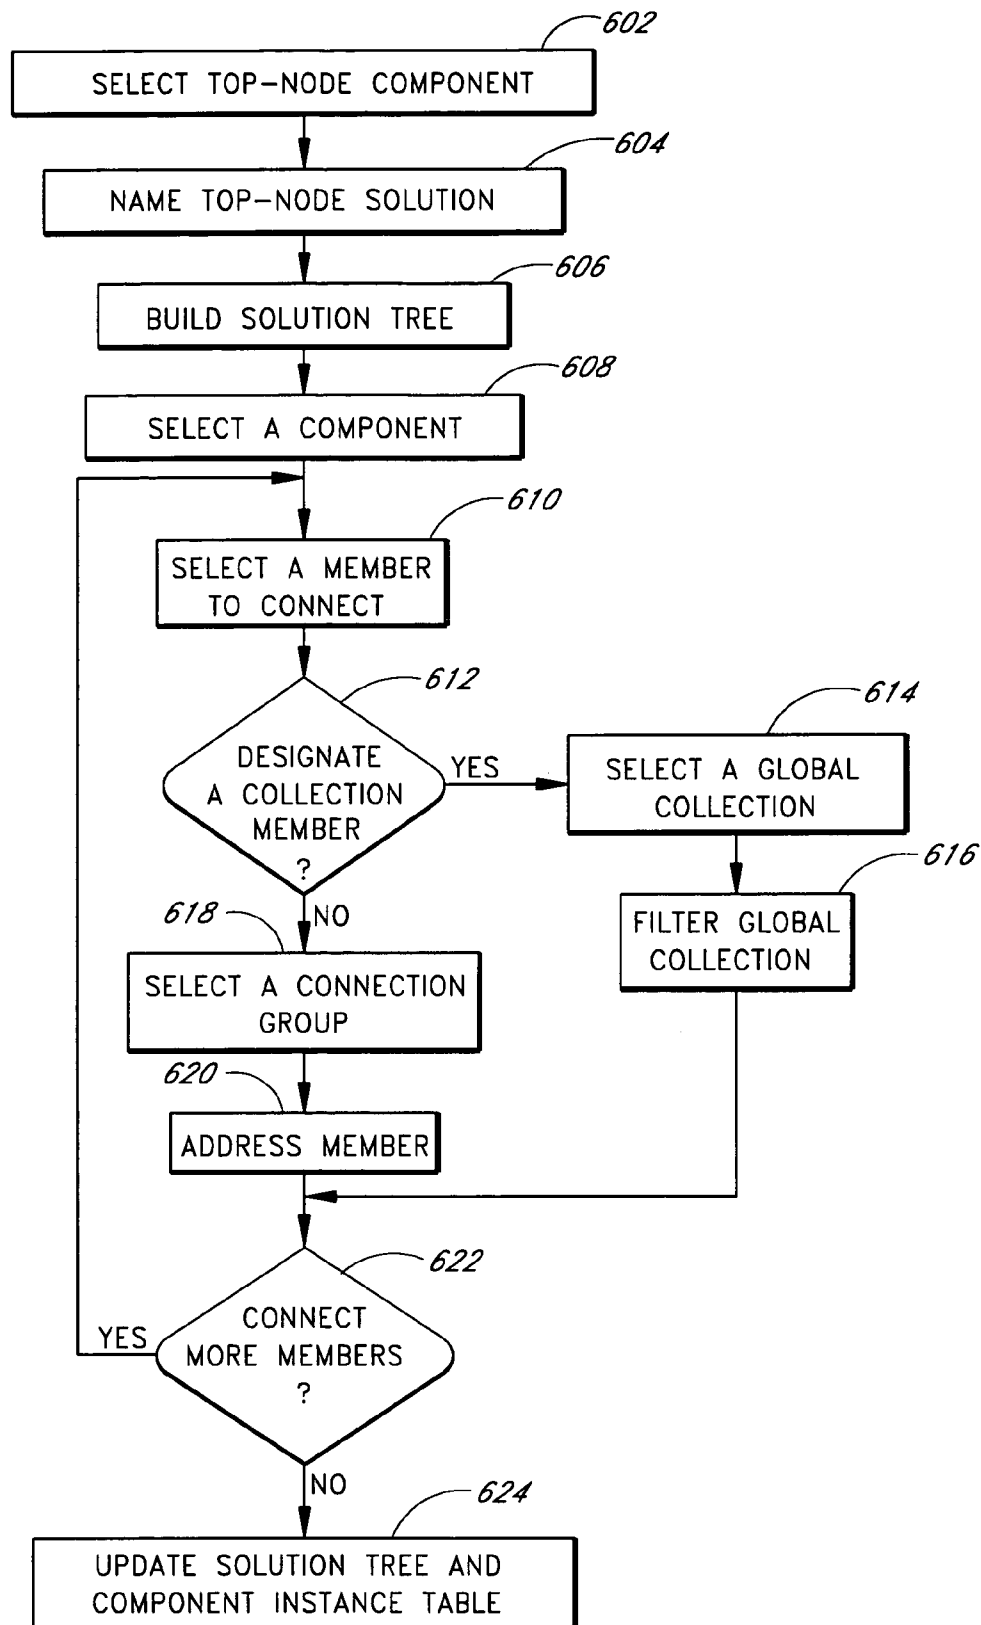 602
SELECT TOP-NODE COMPONENT
604
NAME TOP-NODE SOLUTION
606
BUILD SOLUTION TREE
608
SELECT A COMPONENT
610
SELECT A MEMBER
TO CONNECT
612
DESIGNATE
A COLLECTION
MEMBER
?
YES
614
SELECT A GLOBAL
COLLECTION
616
FILTER GLOBAL
COLLECTION
NO
618
SELECT A CONNECTION
GROUP
620
ADDRESS MEMBER
622
CONNECT
MORE MEMBERS
?
YES
NO
624
UPDATE SOLUTION TREE AND
COMPONENT INSTANCE TABLE